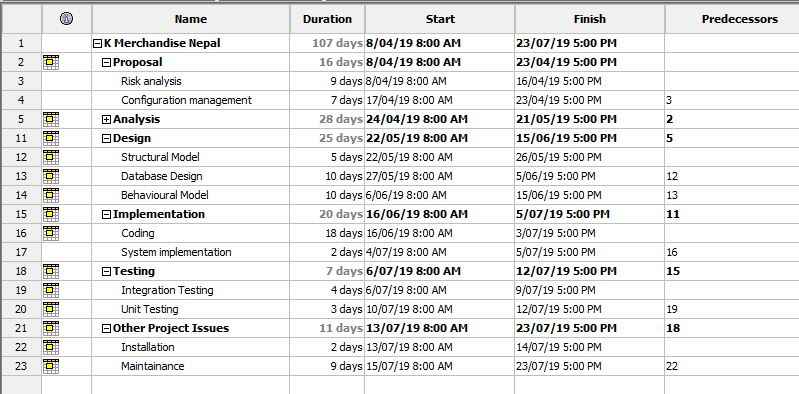 Name Duration Start Finish Predecessors
1 K Merchandise Nepal 107 days 8/04/19 8:00 AM 23/07/19 5:00 PM
2 Proposal 16 days 8/04/19 8:00 AM 23/04/19 5:00 PM
3 Risk analysis 9 days 8/04/19 8:00 AM 16/04/19 5:00 PM
4 Configuration management 7 days 17/04/19 8:00 AM 23/04/19 5:00 PM 3
5 Analysis 28 days 24/04/19 8:00 AM 21/05/19 5:00 PM 2
11 Design 25 days 22/05/19 8:00 AM 15/06/19 5:00 PM 5
12 Structural Model 5 days 22/05/19 8:00 AM 26/05/19 5:00 PM
13 Database Design 10 days 27/05/19 8:00 AM 5/06/19 5:00 PM 12
14 Behavioural Model 10 days 6/06/19 8:00 AM 15/06/19 5:00 PM 13
15 Implementation 20 days 16/06/19 8:00 AM 5/07/19 5:00 PM 11
16 Coding 18 days 16/06/19 8:00 AM 3/07/19 5:00 PM
17 System implementation 2 days 4/07/19 8:00 AM 5/07/19 5:00 PM 16
18 Testing 7 days 6/07/19 8:00 AM 12/07/19 5:00 PM 15
19 Integration Testing 4 days 6/07/19 8:00 AM 9/07/19 5:00 PM
20 Unit Testing 3 days 10/07/19 8:00 AM 12/07/19 5:00 PM 19
21 Other Project Issues 11 days 13/07/19 8:00 AM 23/07/19 5:00 PM 18
22 Installation 2 days 13/07/19 8:00 AM 14/07/19 5:00 PM
23 Maintainance 9 days 15/07/19 8:00 AM 23/07/19 5:00 PM 22